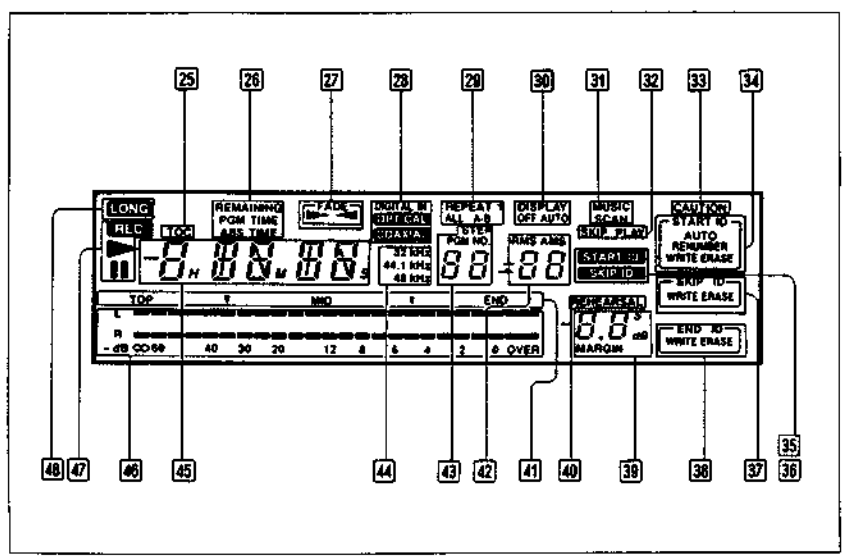 25 26 27 28 29 30 31 32 33 34
LONG
REC
TOC
REMAINING
PGM TIME
ABS TIME
FADE
DIGITAL IN
OPTICAL
COAXIAL
32 kHz
44.1 kHz
48 kHz
REPEAT 1
ALL A-B
STEP
PGM NO.
DISPLAY
OFF AUTO
RMS AMS
MUSIC
SCAN
SKIP PLAY
START ID
SKIP ID
CAUTION
START ID
AUTO
RENUMBER
WRITE ERASE
SKIP ID
WRITE ERASE
END ID
WRITE ERASE
H M S
TOP MID END
L
R
- dB ∞ 60 40 30 20 12 8 6 4 2 0 OVER
REHEARSAL
S
dB
MARGIN
35
48 47 46 45 44 43 42 41 40 39 38 37 36